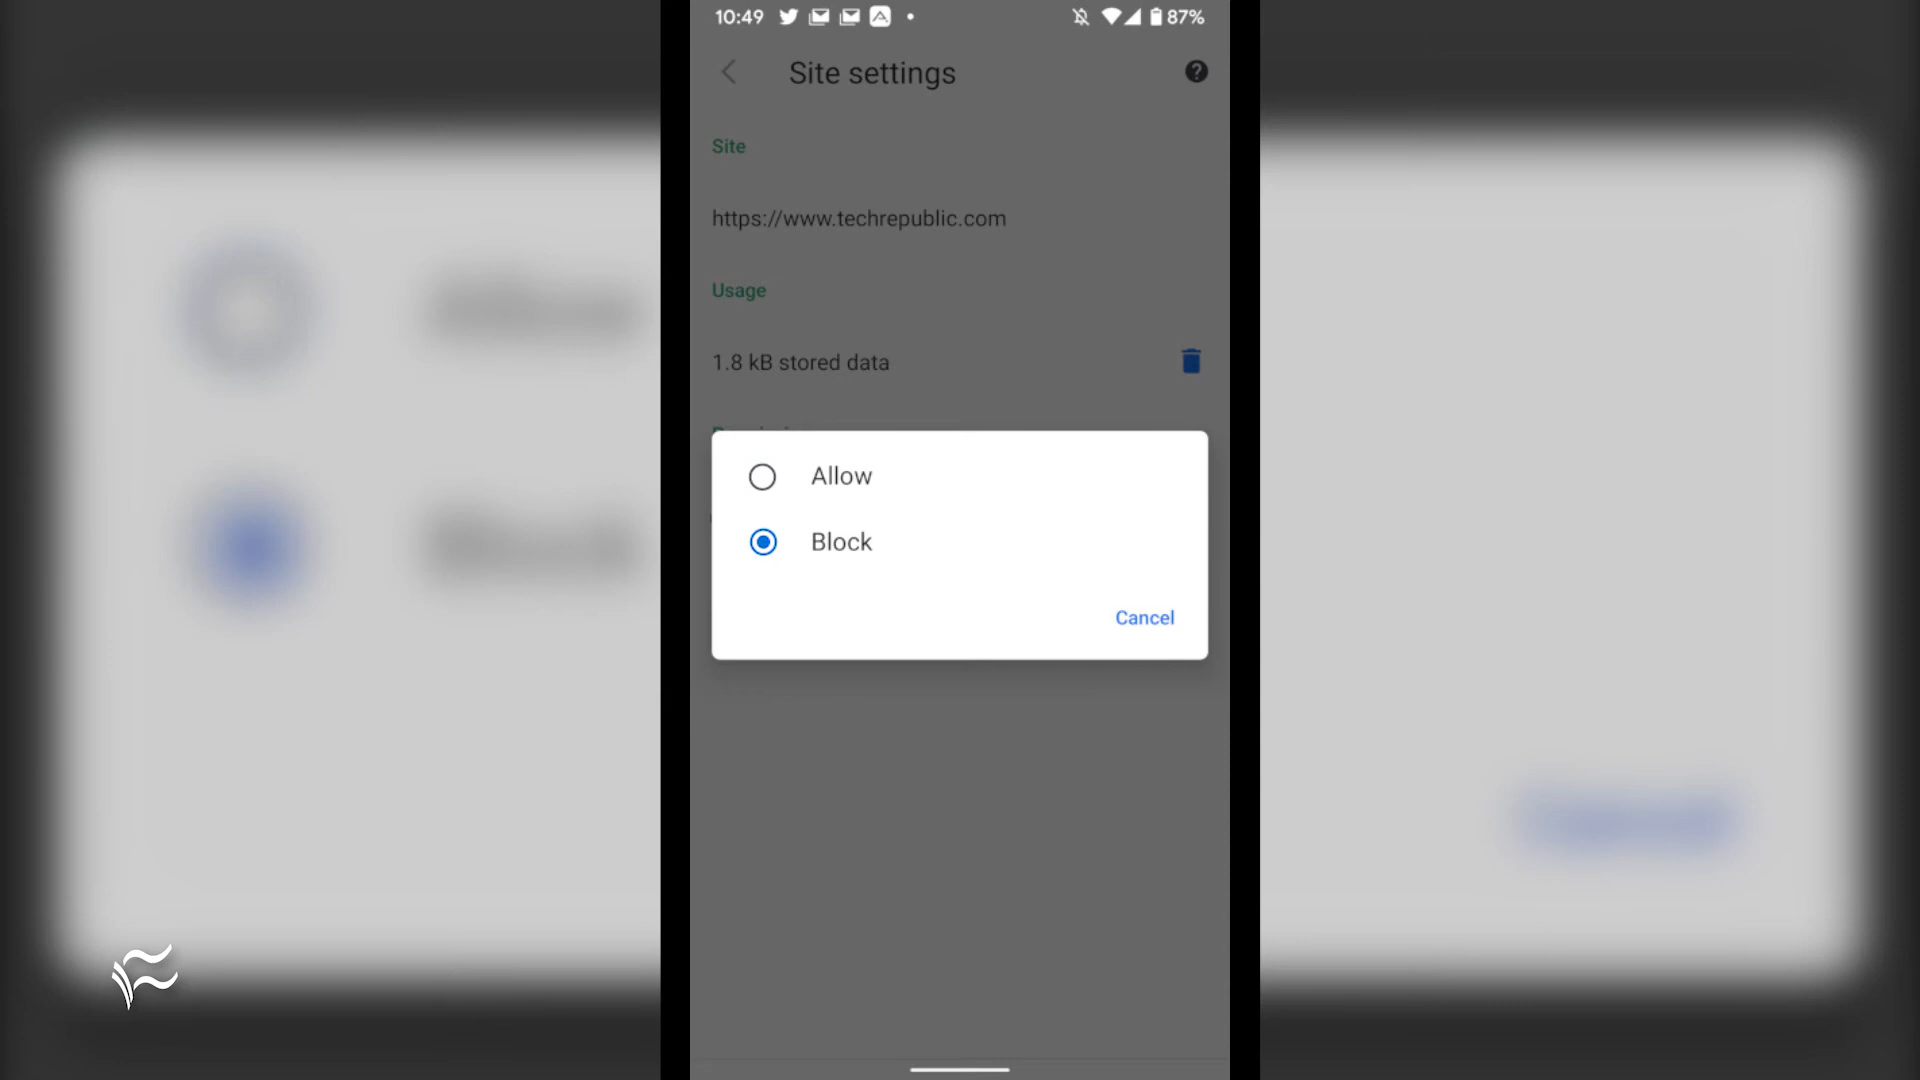 10:49 87%
Site settings
Site
https://www.techrepublic.com
Usage
1.8 kB stored data
Allow
Block
Cancel